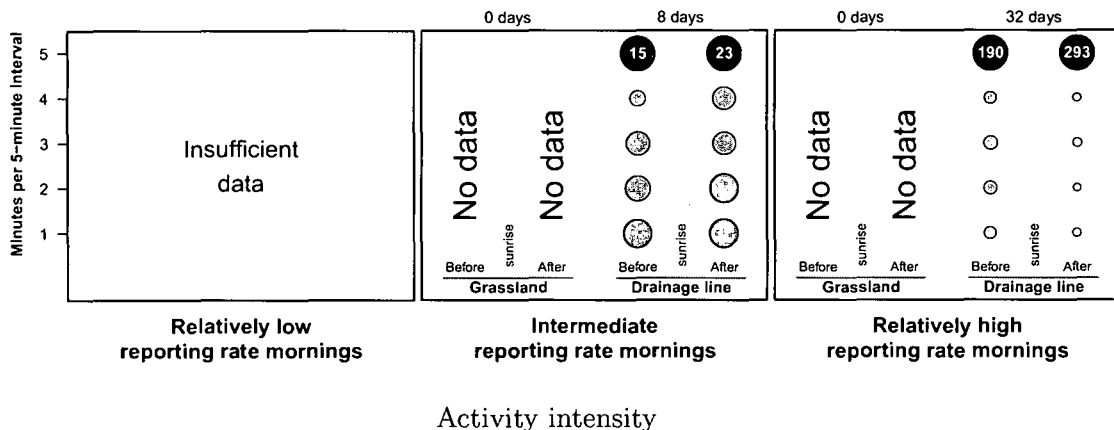 0 days
8 days
0 days
32 days
Minutes per 5-minute interval
5
4
3
2
1
Insufficient
data
No data
No data
15
23
No data
No data
190
293
Before
sunrise
After
Before
sunrise
After
Before
sunrise
After
Before
sunrise
After
Grassland
Drainage line
Grassland
Drainage line
Relatively low
reporting rate mornings
Intermediate
reporting rate mornings
Relatively high
reporting rate mornings
Activity intensity